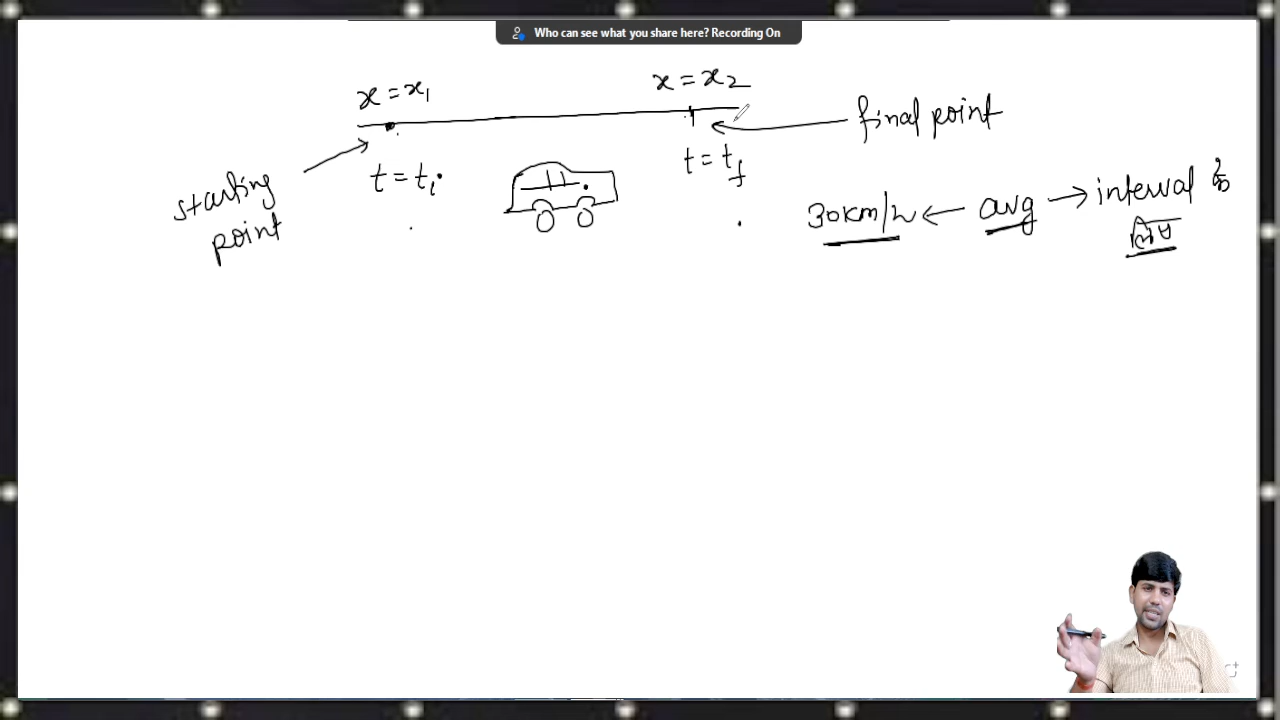 Who can see what you share here? Recording On
x = x1
x = x2
final point
t = ti
t = tf
starting point
30km/h ← avg → interval के
लिए